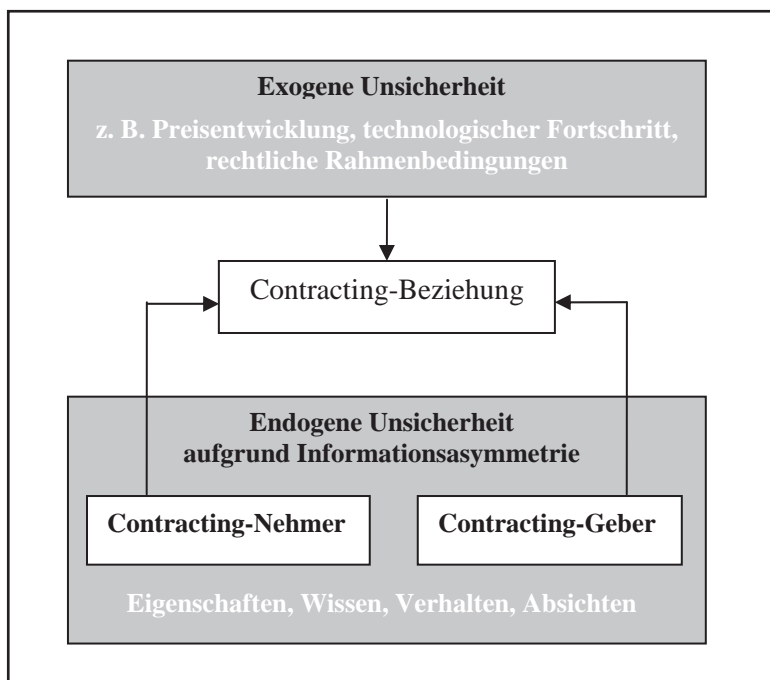 Exogene Unsicherheit
z. B. Preisentwicklung, technologischer Fortschritt,
rechtliche Rahmenbedingungen
Contracting-Beziehung
Endogene Unsicherheit
aufgrund Informationsasymmetrie
Contracting-Nehmer
Contracting-Geber
Eigenschaften, Wissen, Verhalten, Absichten